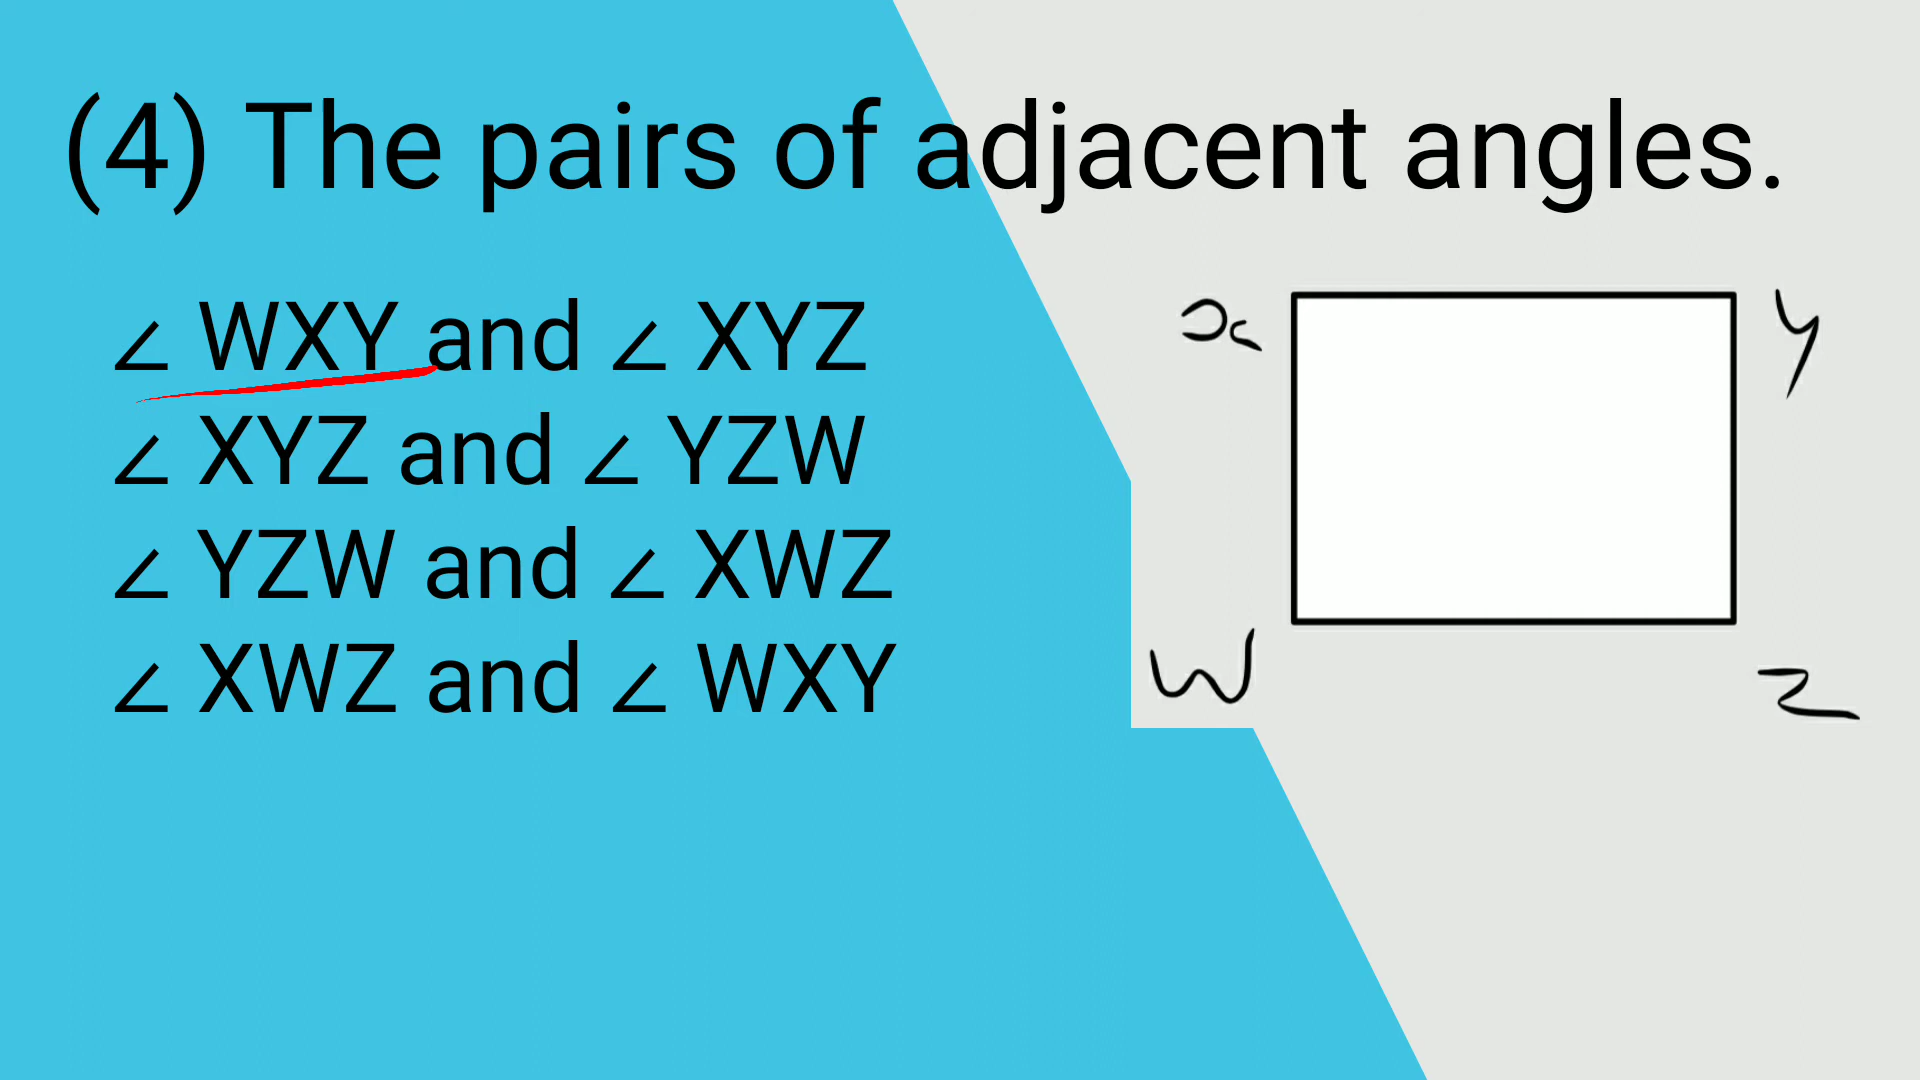 (4) The pairs of adjacent angles.
∠ WXY and ∠ XYZ
∠ XYZ and ∠ YZW
∠ YZW and ∠ XWZ
∠ XWZ and ∠ WXY
x y
W z